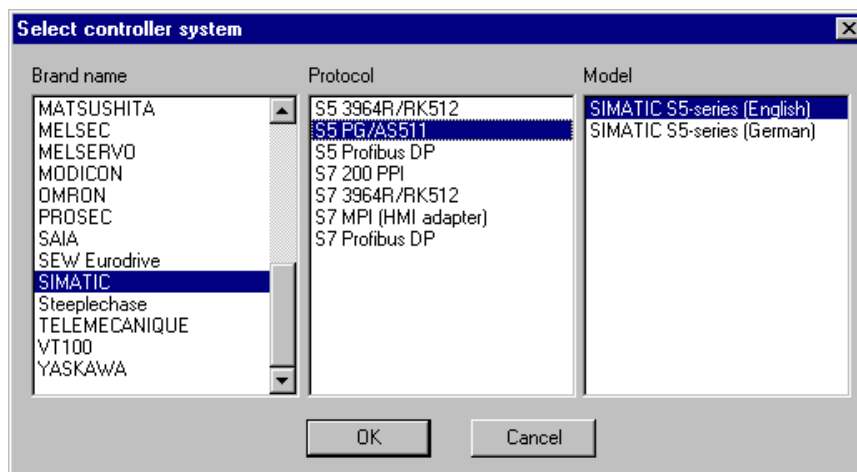 Select controller system
Brand name
MATSUSHITA
MELSEC
MELSERVO
MODICON
OMRON
PROSEC
SAIA
SEW Eurodrive
SIMATIC
Steeplechase
TELEMECANIQUE
VT100
YASKAWA
Protocol
S5 3964R/RK512
S5 PG/AS511
S5 Profibus DP
S7 200 PPI
S7 3964R/RK512
S7 MPI (HMI adapter)
S7 Profibus DP
Model
SIMATIC S5-series (English)
SIMATIC S5-series (German)
OK
Cancel